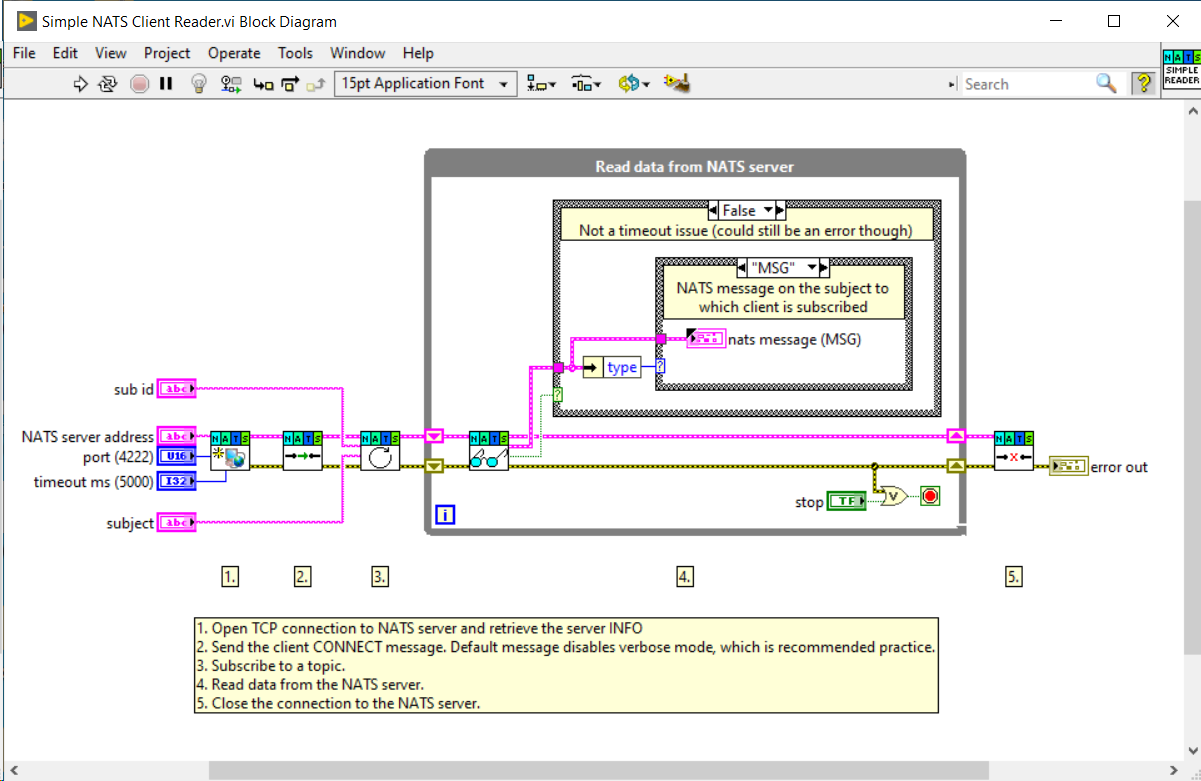 Simple NATS Client Reader.vi Block Diagram
File Edit View Project Operate Tools Window Help
15pt Application Font
Search
?
NATS
SIMPLE
READER
Read data from NATS server
False
Not a timeout issue (could still be an error though)
"MSG"
NATS message on the subject to
which client is subscribed
nats message (MSG)
type
?
?
sub id abc
NATS server address abc
port (4222) U16
timeout ms (5000) I32
subject abc
NATS
NATS
NATS
NATS
NATS
error out
stop TF
V
i
1.
2.
3.
4.
5.
1. Open TCP connection to NATS server and retrieve the server INFO
2. Send the client CONNECT message. Default message disables verbose mode, which is recommended practice.
3. Subscribe to a topic.
4. Read data from the NATS server.
5. Close the connection to the NATS server.